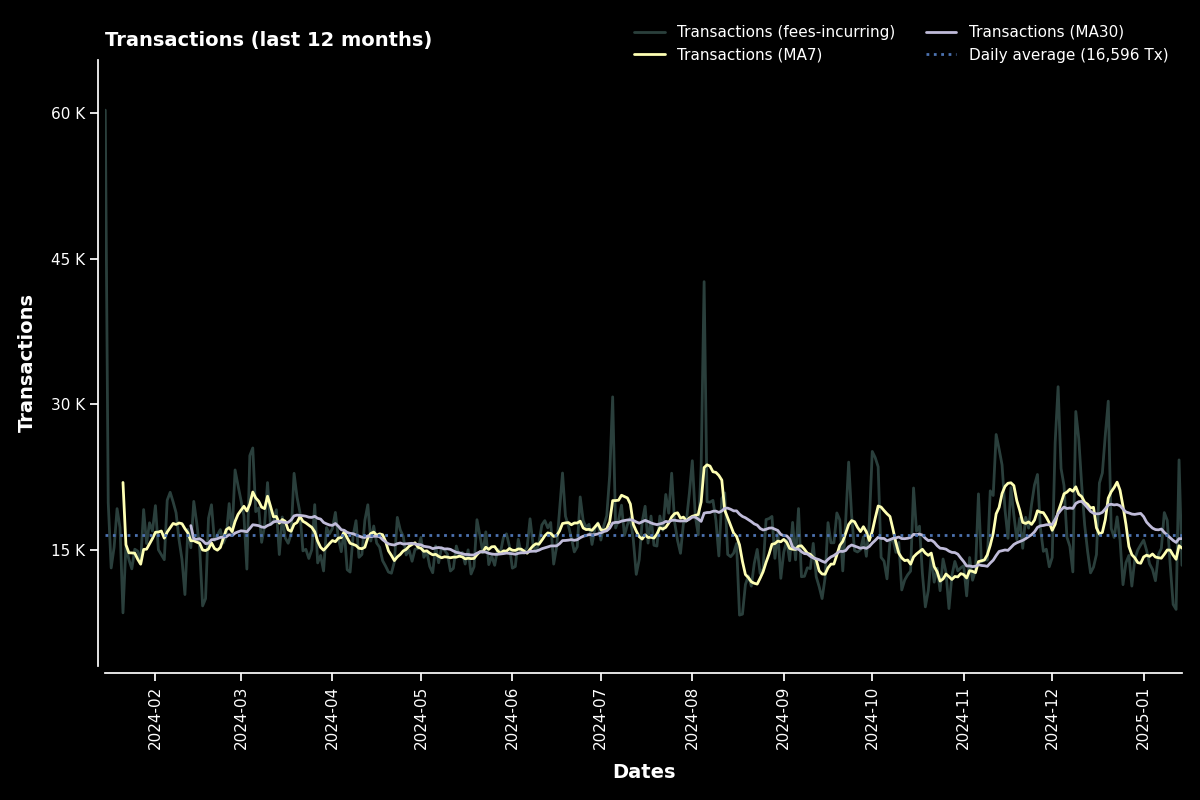 Transactions (last 12 months)
Transactions (fees-incurring)
Transactions (MA7)
Transactions (MA30)
Daily average (16,596 Tx)
Transactions
60 K
45 K
30 K
15 K
2024-02
2024-03
2024-04
2024-05
2024-06
2024-07
2024-08
2024-09
2024-10
2024-11
2024-12
2025-01
Dates